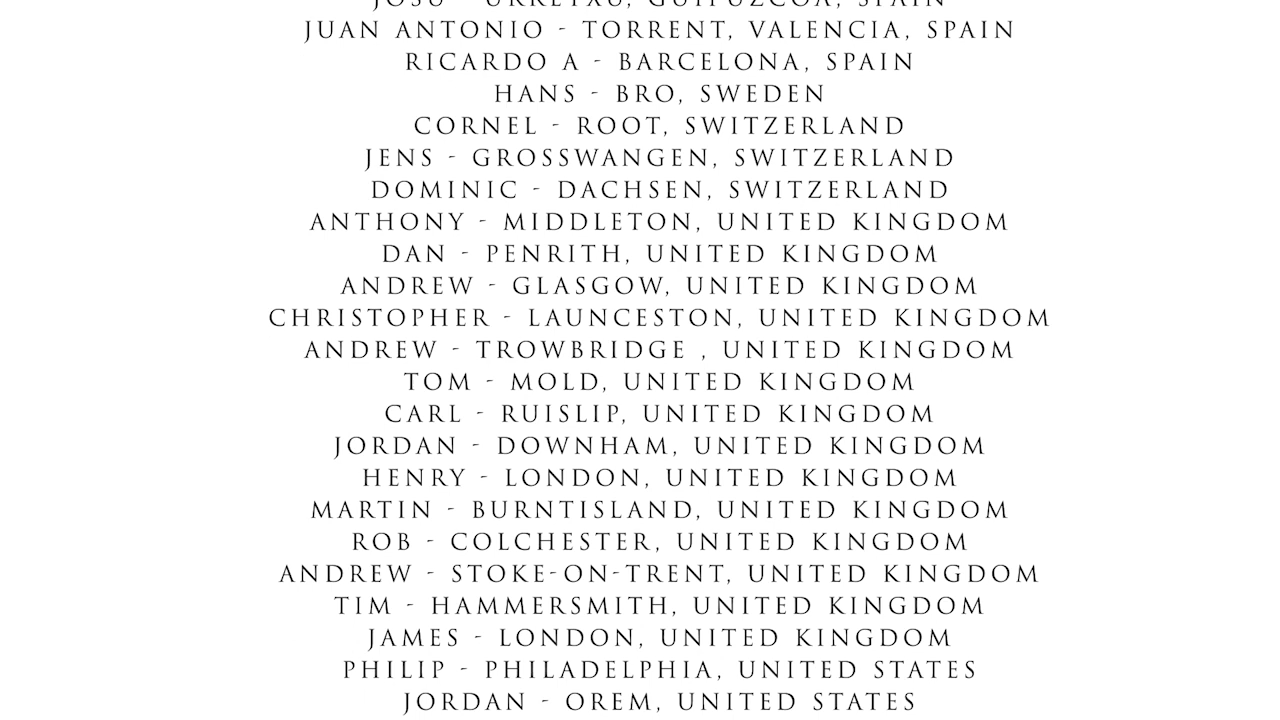 JOSU - URRETXU, GUIPUZCOA, SPAIN
JUAN ANTONIO - TORRENT, VALENCIA, SPAIN
RICARDO A - BARCELONA, SPAIN
HANS - BRO, SWEDEN
CORNEL - ROOT, SWITZERLAND
JENS - GROSSWANGEN, SWITZERLAND
DOMINIC - DACHSEN, SWITZERLAND
ANTHONY - MIDDLETON, UNITED KINGDOM
DAN - PENRITH, UNITED KINGDOM
ANDREW - GLASGOW, UNITED KINGDOM
CHRISTOPHER - LAUNCESTON, UNITED KINGDOM
ANDREW - TROWBRIDGE , UNITED KINGDOM
TOM - MOLD, UNITED KINGDOM
CARL - RUISLIP, UNITED KINGDOM
JORDAN - DOWNHAM, UNITED KINGDOM
HENRY - LONDON, UNITED KINGDOM
MARTIN - BURNTISLAND, UNITED KINGDOM
ROB - COLCHESTER, UNITED KINGDOM
ANDREW - STOKE-ON-TRENT, UNITED KINGDOM
TIM - HAMMERSMITH, UNITED KINGDOM
JAMES - LONDON, UNITED KINGDOM
PHILIP - PHILADELPHIA, UNITED STATES
JORDAN - OREM, UNITED STATES